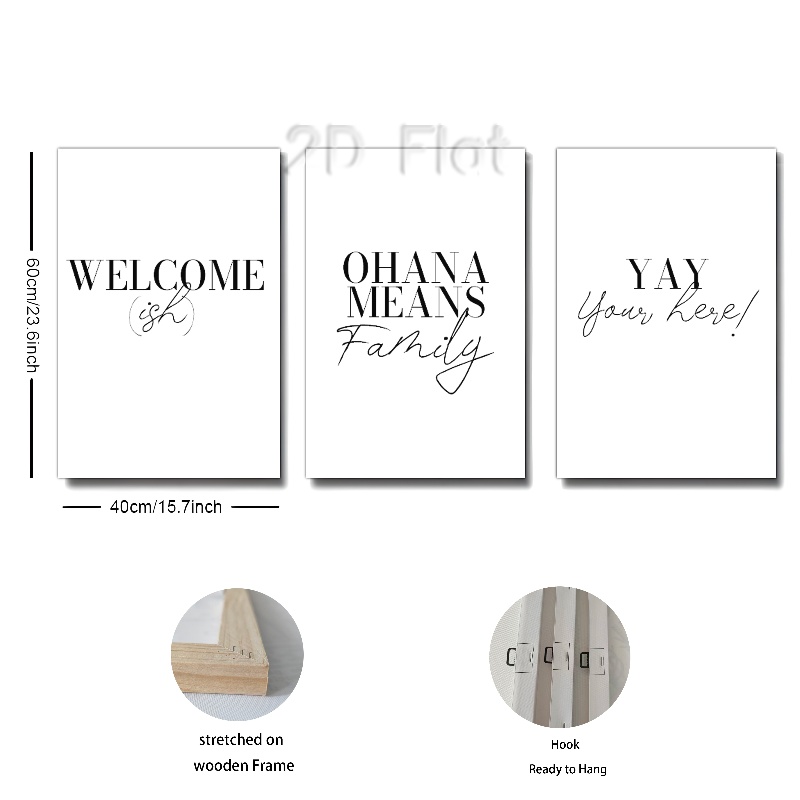 2D Flat
WELCOME
(ish)
OHANA
MEANS
Family
YAY
Your here!
60cm/23.6inch
40cm/15.7inch
stretched on
wooden Frame
Hook
Ready to Hang